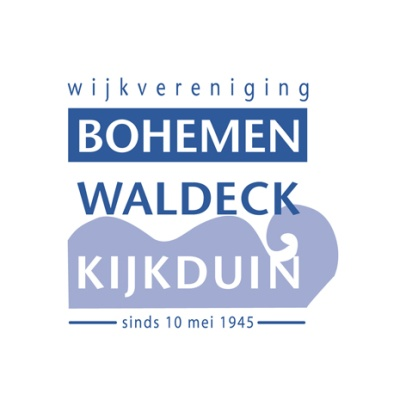 wijkvereniging
BOHEMEN
WALDECK
KIJKDUIN
sinds 10 mei 1945